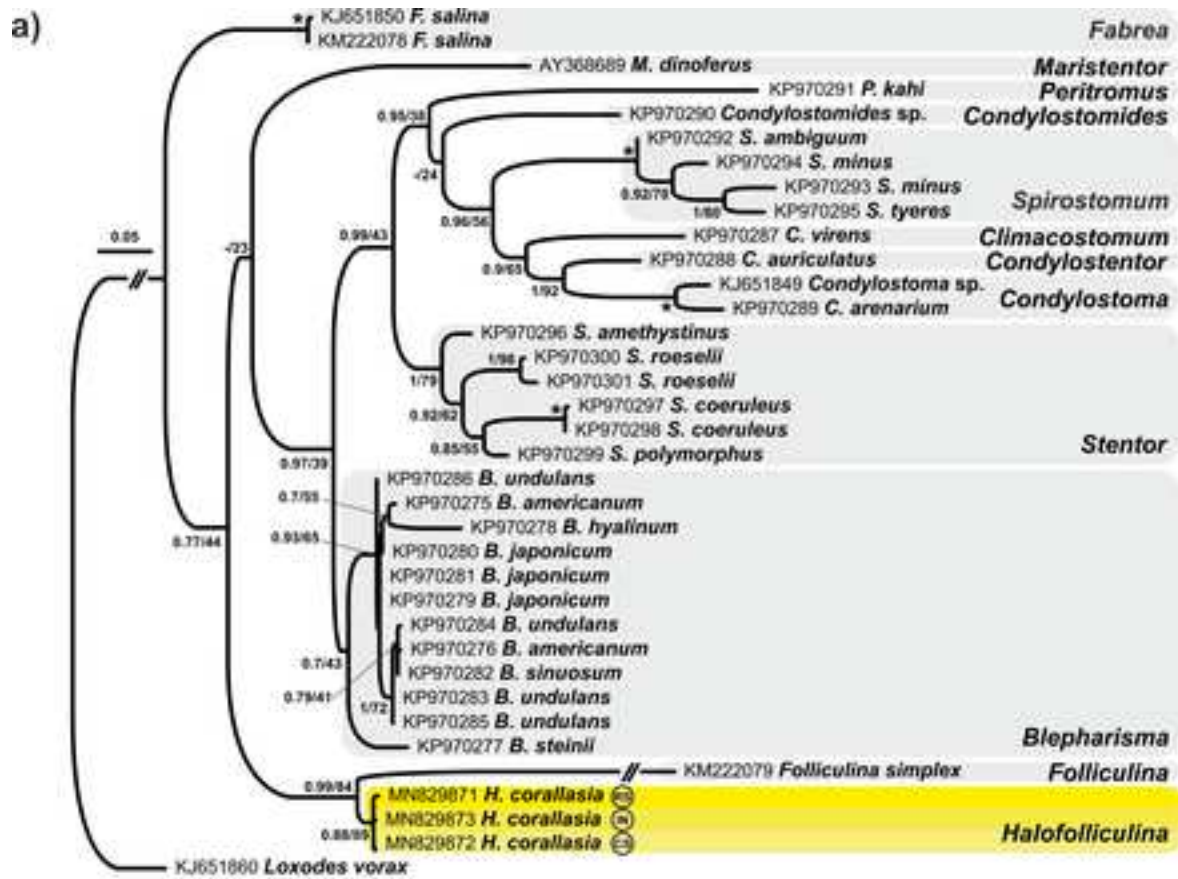 a)
KJ651850 F. salina
KM222078 F. salina
Fabrea
AY368689 M. dinoferus
Maristentor
KP970291 P. kahi
Peritromus
0.95/38
KP970290 Condylostomides sp.
Condylostomides
KP970292 S. ambiguum
*
KP970294 S. minus
-/24
0.92/78
KP970293 S. minus
1/80
KP970295 S. tyeres
Spirostomum
0.96/56
KP970287 C. virens
Climacostomum
0.05
0.99/43
-/23
KP970288 C. auriculatus
Condylostentor
0.9/65
1/92
KJ651849 Condylostoma sp.
*
KP970289 C. arenarium
Condylostoma
KP970296 S. amethystinus
1/98
KP970300 S. roeselii
1/79
KP970301 S. roeselii
*
KP970297 S. coeruleus
0.92/62
KP970298 S. coeruleus
0.85/55
KP970299 S. polymorphus
Stentor
0.97/39
KP970286 B. undulans
0.7/55
KP970275 B. americanum
KP970278 B. hyalinum
0.77/44
0.93/65
KP970280 B. japonicum
KP970281 B. japonicum
KP970279 B. japonicum
KP970284 B. undulans
KP970276 B. americanum
0.7/43
KP970282 B. sinuosum
0.79/41
KP970283 B. undulans
1/72
KP970285 B. undulans
Blepharisma
KP970277 B. steinii
KM222079 Folliculina simplex
Folliculina
0.99/84
MN829871 H. corallasia
MN829873 H. corallasia
0.88/89
MN829872 H. corallasia
Halofolliculina
KJ651860 Loxodes vorax